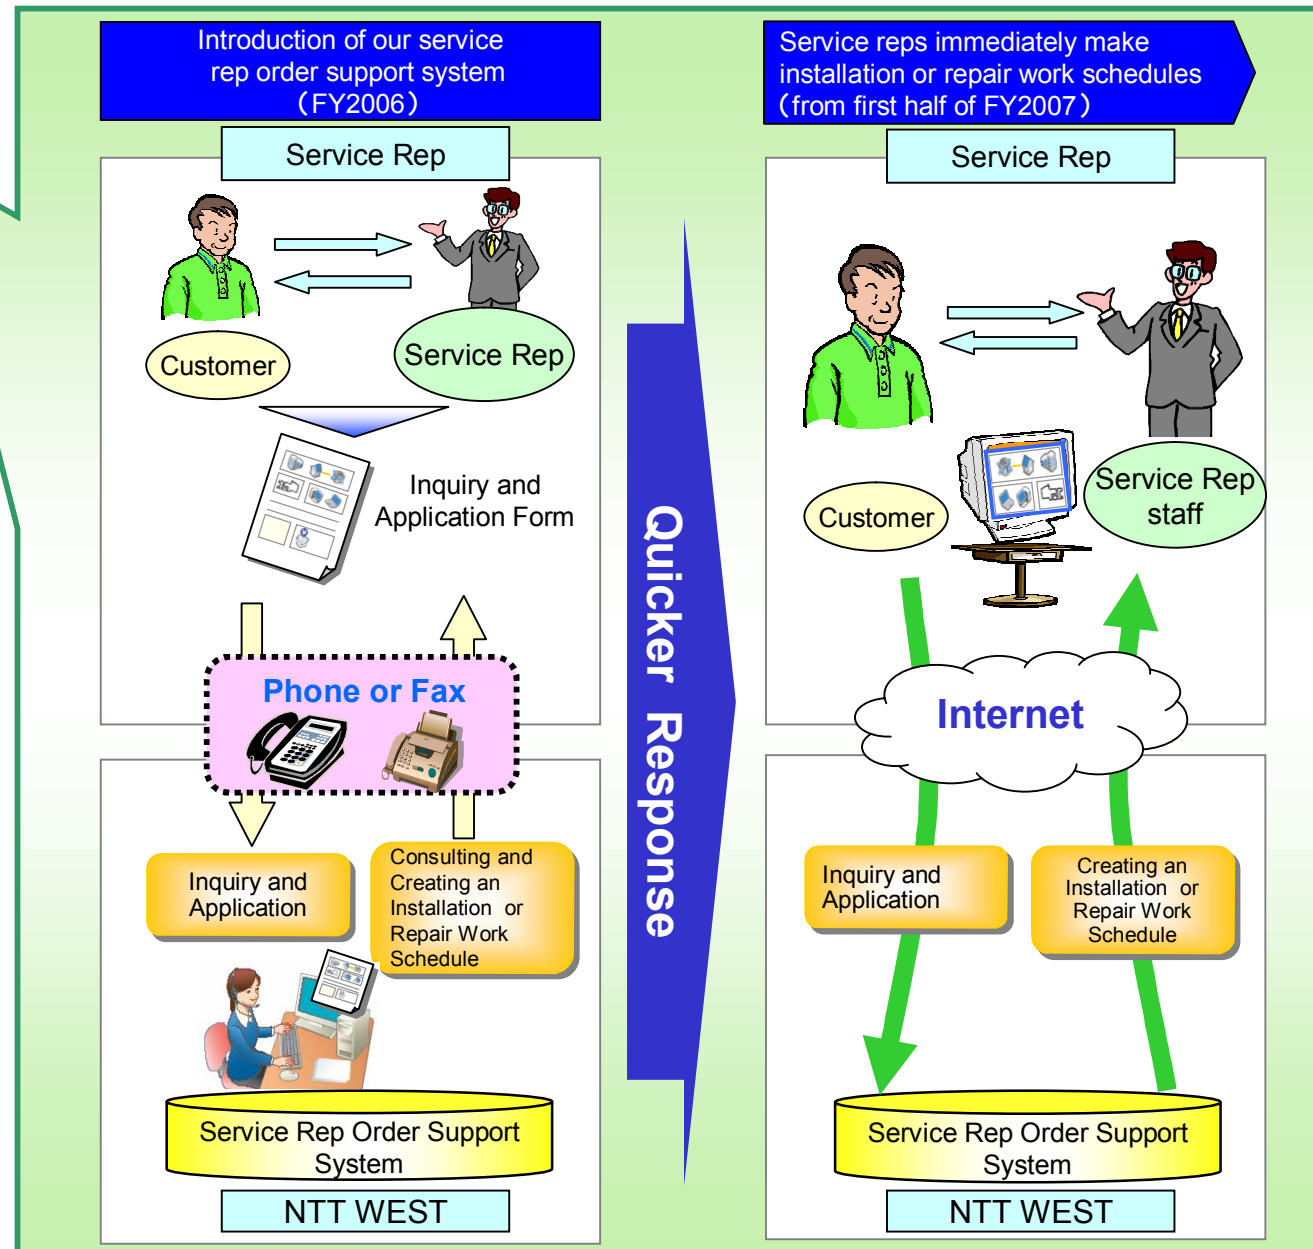 Introduction of our service
rep order support system
(FY2006)
Service Rep
Customer
Service Rep
Inquiry and
Application Form
Phone or Fax
Inquiry and
Application
Consulting and
Creating an
Installation or
Repair Work
Schedule
Service Rep Order Support
System
NTT WEST
Quicker Response
Service reps immediately make
installation or repair work schedules
(from first half of FY2007)
Service Rep
Customer
Service Rep
staff
Internet
Inquiry and
Application
Creating an
Installation or
Repair Work
Schedule
Service Rep Order Support
System
NTT WEST